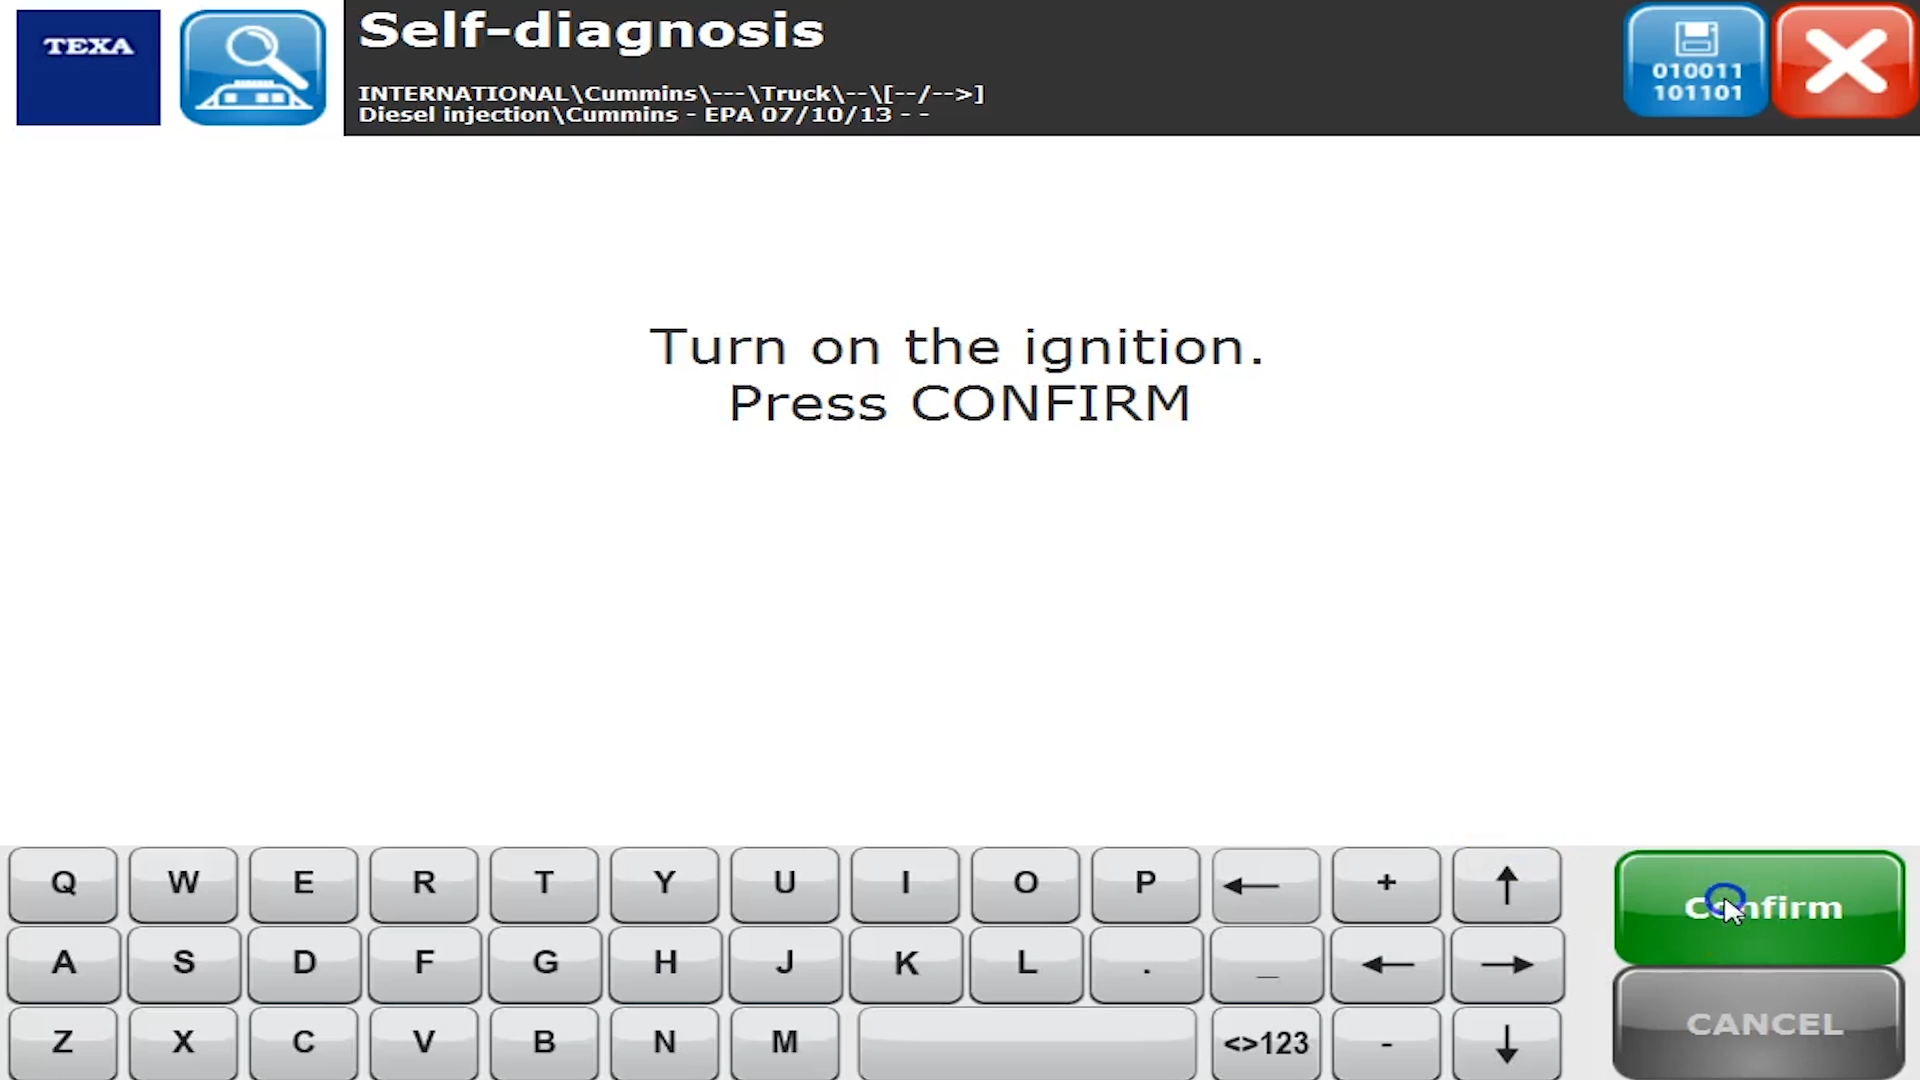 TEXA
Self-diagnosis
INTERNATIONAL\Cummins\---\Truck\--\[--/-->]
Diesel injection\Cummins - EPA 07/10/13 - -
010011
101101
Turn on the ignition.
Press CONFIRM
Q W E R T Y U I O P ← + ↑
A S D F G H J K L . _ ← →
Z X C V B N M <>123 - ↓
Confirm
CANCEL